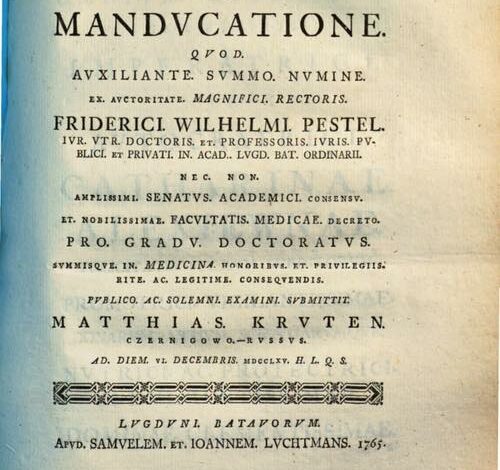 MANDVCATIONE.
QVOD.
AVXILIANTE. SVMMO. NVMINE.
EX. AVCTORITATE. MAGNIFICI. RECTORIS.
FRIDERICI. WILHELMI. PESTEL.
IVR. VTR. DOCTORIS. ET. PROFESSORIS. IVRIS. PV-
BLICI. ET PRIVATI. IN. ACAD.. LVGD. BAT. ORDINARII.
NEC. NON.
AMPLISSIMI. SENATVS. ACADEMICI. CONSENSV.
ET. NOBILISSIMAE. FACVLTATIS. MEDICAE. DECRETO.
PRO. GRADV. DOCTORATVS.
SVMMISQVE. IN. MEDICINA. HONORIBVS. ET. PRIVILEGIIS.
RITE. AC. LEGITIME. CONSEQVENDIS.
PVBLICO. AC. SOLEMNI. EXAMINI. SVBMITTIT.
MATTHIAS. KRVTEN.
CZERNIGOWO.—RVSSVS.
AD. DIEM. VI. DECEMBRIS. MDCCLXV. H. L. Q. S.
LVGDVNI. BATAVORVM.
APVD. SAMVELEM. ET. IOANNEM. LVCHTMANS. 1765.